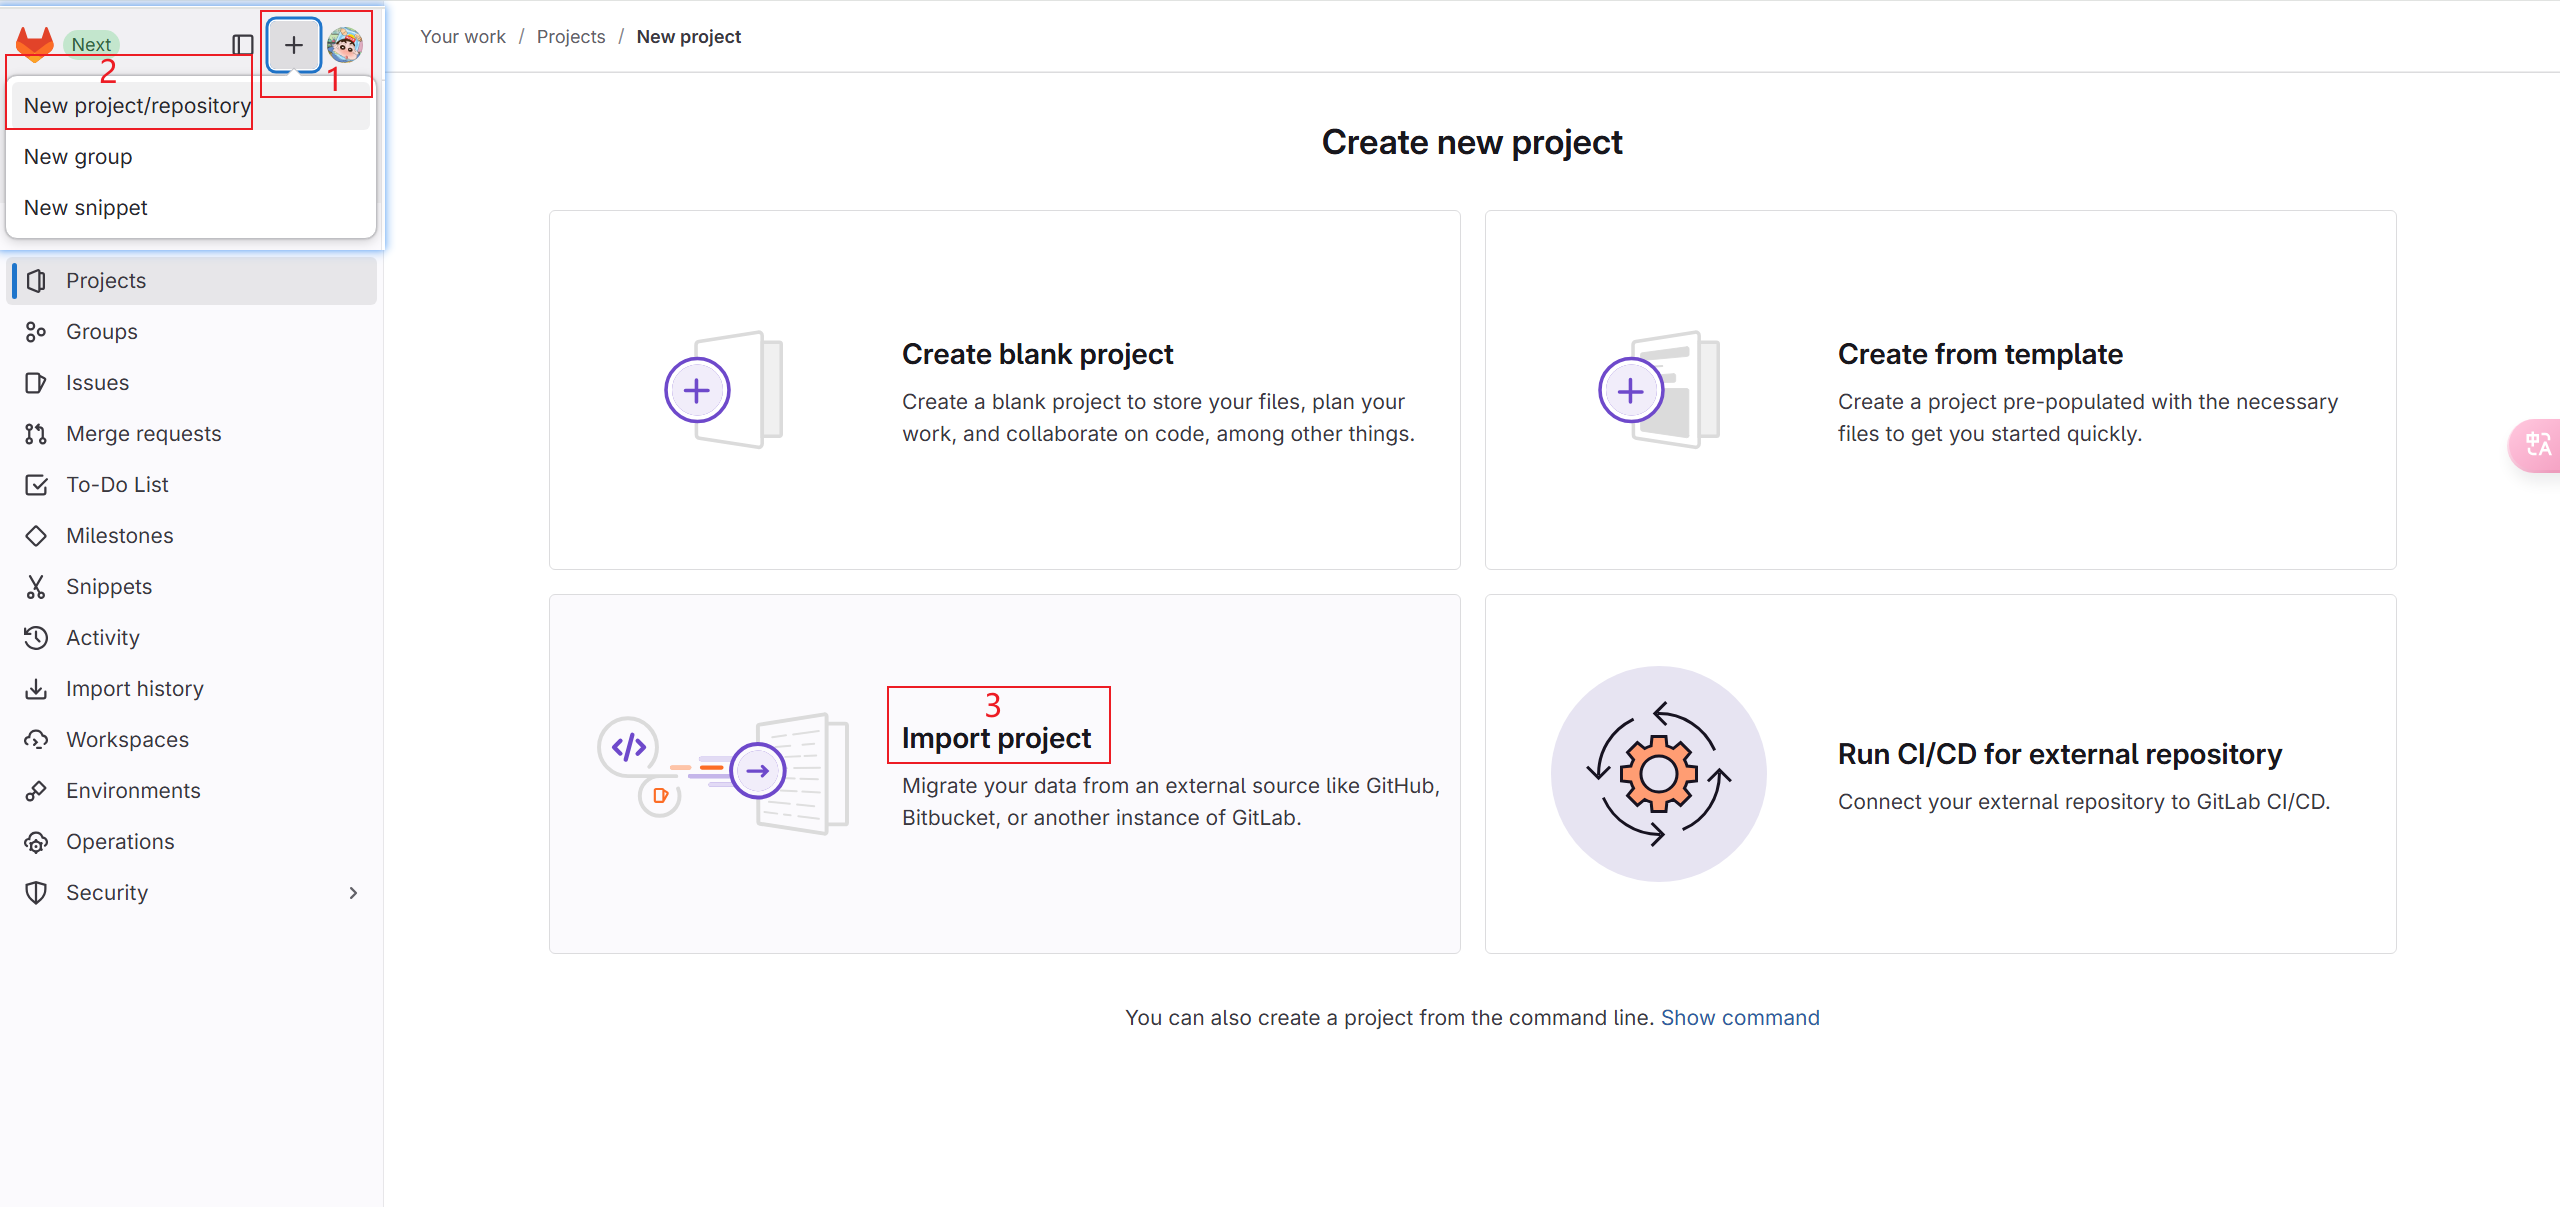 Next
1
2
New project/repository
New group
New snippet
Projects
Groups
Issues
Merge requests
To-Do List
Milestones
Snippets
Activity
Import history
Workspaces
Environments
Operations
Security
Your work / Projects / New project
Create new project
Create blank project
Create a blank project to store your files, plan your
work, and collaborate on code, among other things.
Create from template
Create a project pre-populated with the necessary
files to get you started quickly.
3
Import project
Migrate your data from an external source like GitHub,
Bitbucket, or another instance of GitLab.
Run CI/CD for external repository
Connect your external repository to GitLab CI/CD.
You can also create a project from the command line. Show command
中A